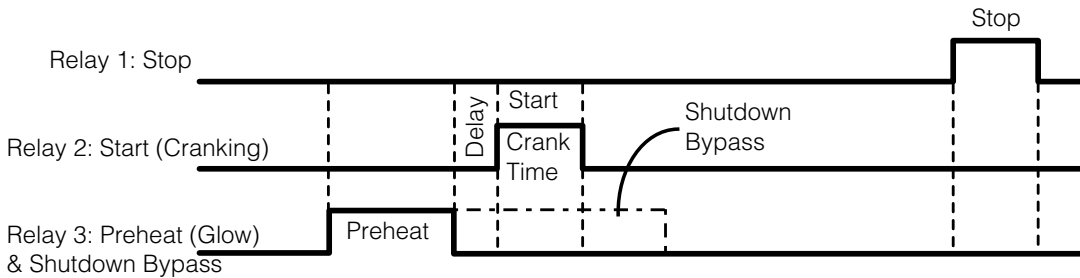 Stop
Relay 1: Stop
Delay
Start
Shutdown
Bypass
Relay 2: Start (Cranking)
Crank
Time
Relay 3: Preheat (Glow)
& Shutdown Bypass
Preheat